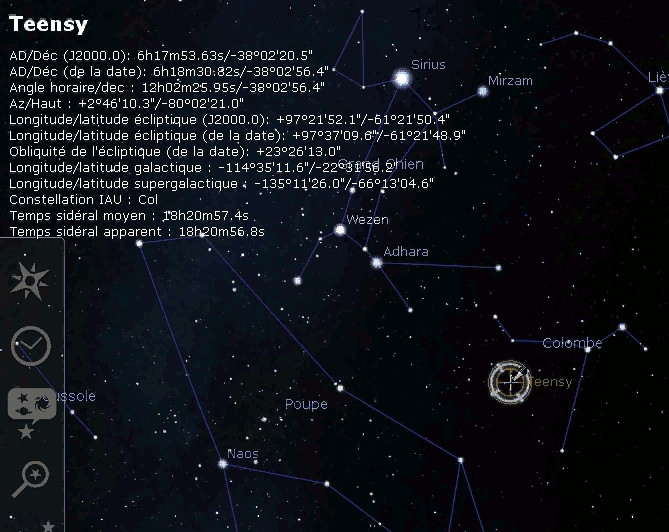 Teensy
AD/Déc (J2000.0): 6h17m53.63s/-38°02'20.5"
AD/Déc (de la date): 6h18m30.82s/-38°02'56.4"
Angle horaire/dec : 12h02m25.95s/-38°02'56.4"
Az/Haut : +2°46'10.3"/-80°02'21.0"
Longitude/latitude écliptique (J2000.0): +97°21'52.1"/-61°21'50.4"
Longitude/latitude écliptique (de la date): +97°37'09.6"/-61°21'48.9"
Obliquité de l'écliptique (de la date): +23°26'13.0"
Longitude/latitude galactique : -114°35'11.6"/-22°31'56.2"
Longitude/latitude supergalactique : -135°11'26.0"/-66°13'04.6"
Constellation IAU : Col
Temps sidéral moyen : 18h20m57.4s
Temps sidéral apparent : 18h20m56.8s
Sirius
Mirzam
Liè
Grand Chien
Wezen
Adhara
Colombe
Teensy
Poupe
ussole
Naos